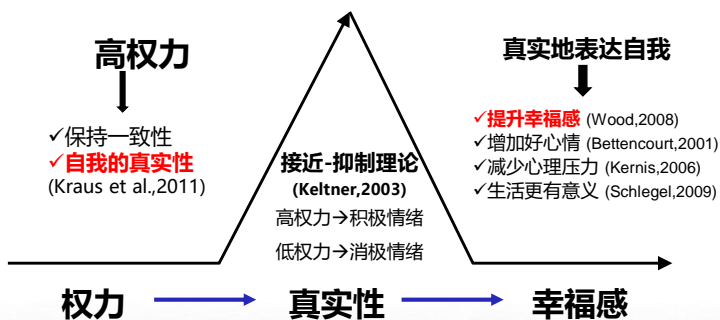 高权力
✓保持一致性
✓自我的真实性
(Kraus et al.,2011)
接近-抑制理论
(Keltner,2003)
高权力→积极情绪
低权力→消极情绪
真实地表达自我
✓提升幸福感 (Wood,2008)
✓增加好心情 (Bettencourt,2001)
✓减少心理压力 (Kernis,2006)
✓生活更有意义 (Schlegel,2009)
权力
真实性
幸福感